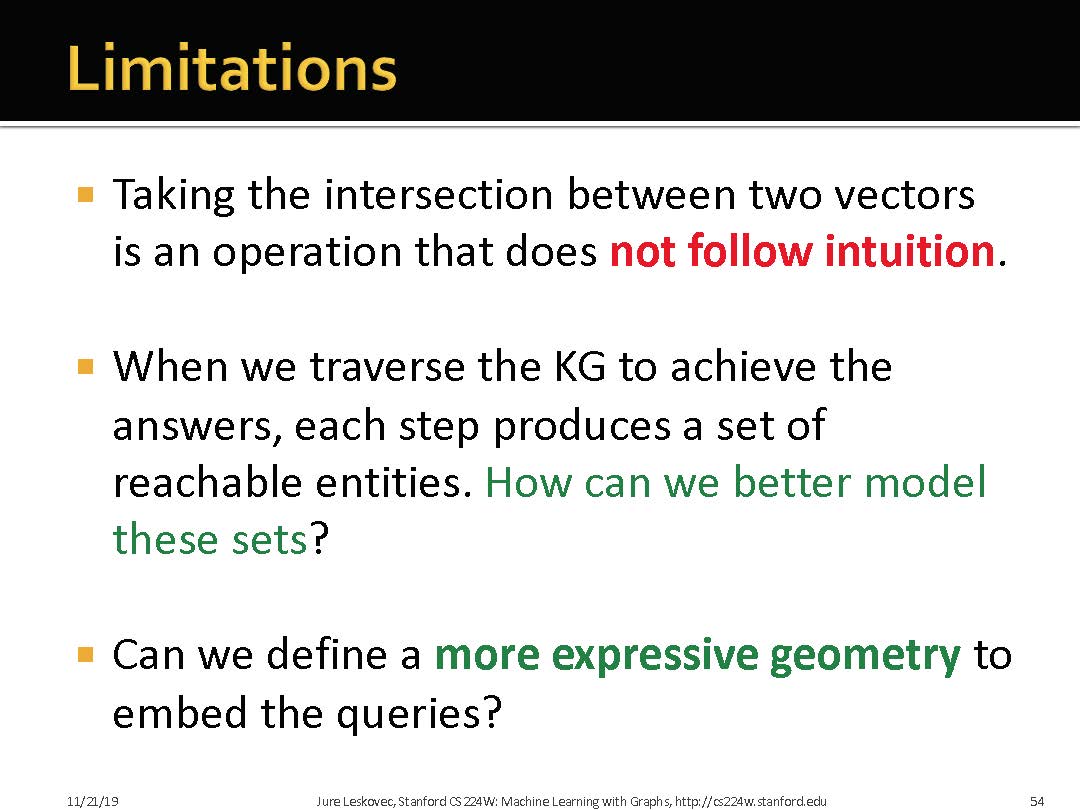 Limitations
Taking the intersection between two vectors
is an operation that does not follow intuition.
When we traverse the KG to achieve the
answers, each step produces a set of
reachable entities. How can we better model
these sets?
Can we define a more expressive geometry to
embed the queries?
11/21/19 Jure Leskovec, Stanford CS224W: Machine Learning with Graphs, http://cs224w.stanford.edu 54